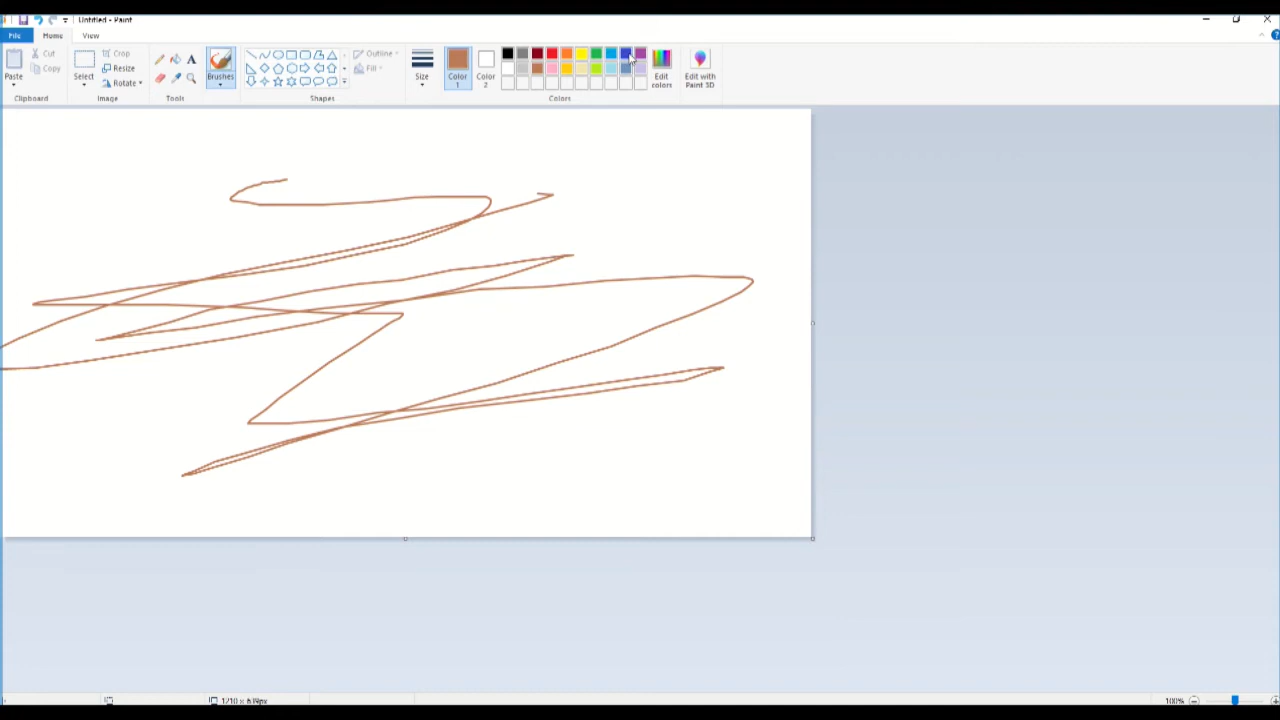 Untitled - Paint
File Home View
Paste
Clipboard
Cut
Copy
Select
Crop
Resize
Rotate
Image
Tools
Brushes
Shapes
Outline
Fill
Size
Color 1
Color 2
Colors
Edit colors
Edit with Paint 3D
100%